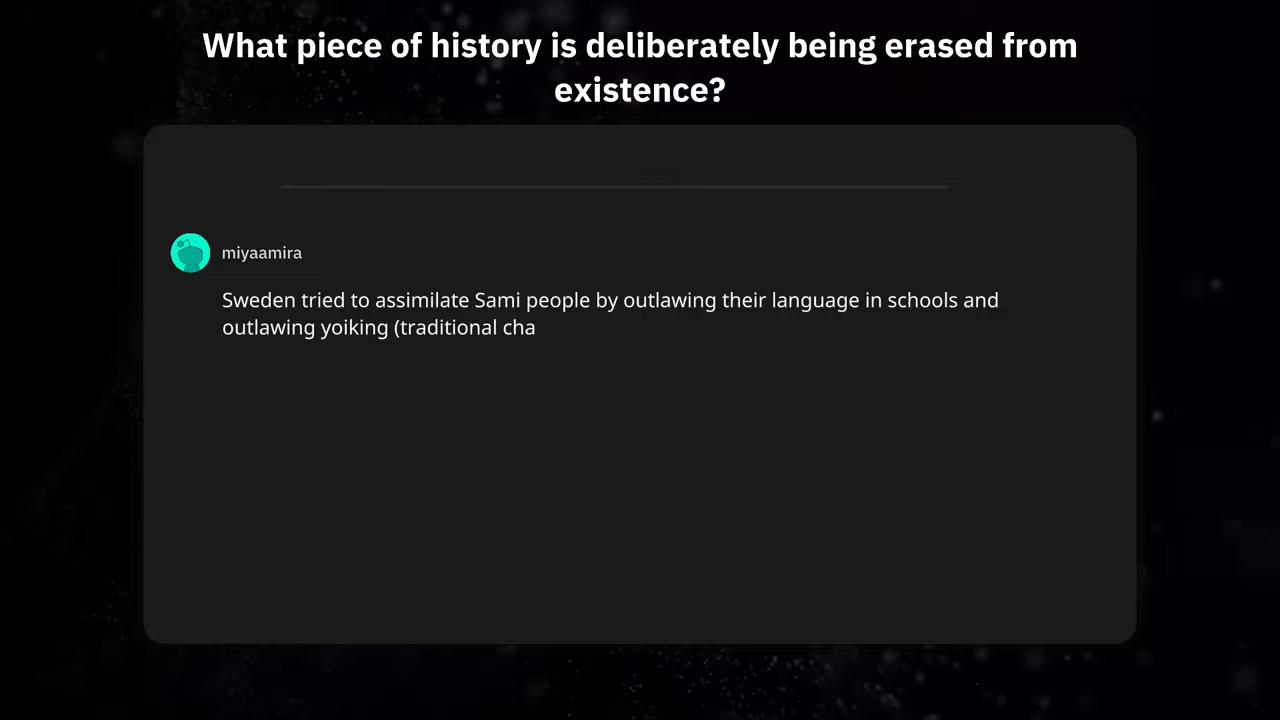 What piece of history is deliberately being erased from
existence?
miyaamira
Sweden tried to assimilate Sami people by outlawing their language in schools and
outlawing yoiking (traditional cha